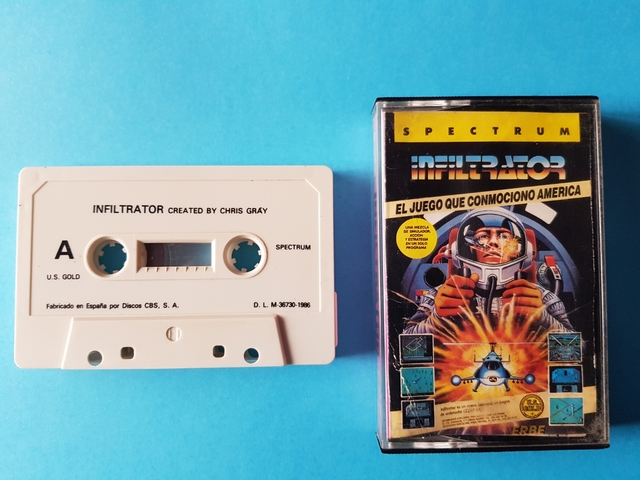 INFILTRATOR CREATED BY CHRIS GRAY
A
SPECTRUM
U.S. GOLD
Fabricado en España por Discos CBS, S. A.
D. L. M-36730-1986
SPECTRUM
INFILTRATOR
EL JUEGO QUE CONMOCIONO AMERICA
UNA MEZCLA
DE SIMULADOR,
ACCION
Y ESTRATEGIA
EN UN SOLO
PROGRAMA
U.S.
GOLD
ERBE